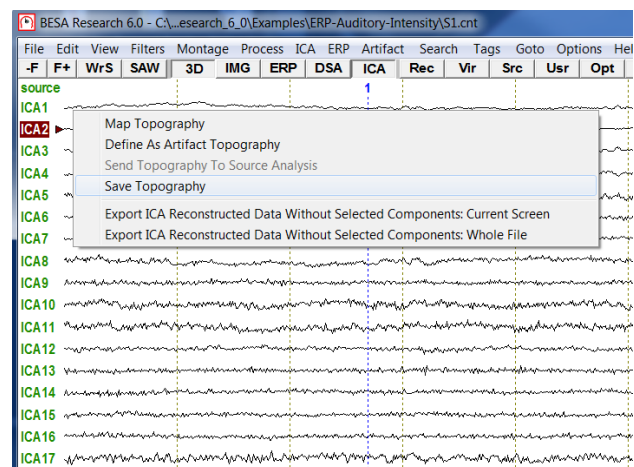 BESA Research 6.0 - C:\...esearch_6_0\Examples\ERP-Auditory-Intensity\S1.cnt
File Edit View Filters Montage Process ICA ERP Artifact Search Tags Goto Options Hel
-F F+ WrS SAW 3D IMG ERP DSA ICA Rec Vir Src Usr Opt
source 1
ICA1
Map Topography
ICA2
Define As Artifact Topography
ICA3
Send Topography To Source Analysis
ICA4
Save Topography
ICA5
Export ICA Reconstructed Data Without Selected Components: Current Screen
ICA6
Export ICA Reconstructed Data Without Selected Components: Whole File
ICA7
ICA8
ICA9
ICA10
ICA11
ICA12
ICA13
ICA14
ICA15
ICA16
ICA17